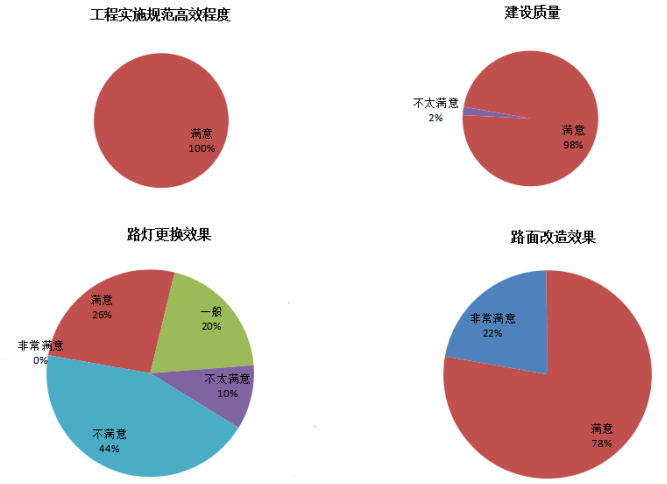 工程实施规范高效程度
满意
100%
建设质量
不太满意
2%
满意
98%
路灯更换效果
满意
26%
一般
20%
非常满意
0%
不太满意
10%
不满意
44%
路面改造效果
非常满意
22%
满意
78%